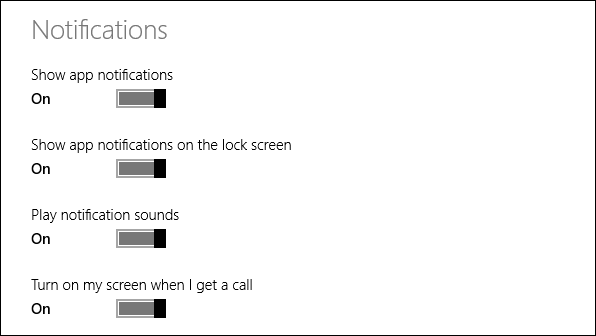 Notifications
Show app notifications
On
Show app notifications on the lock screen
On
Play notification sounds
On
Turn on my screen when I get a call
On